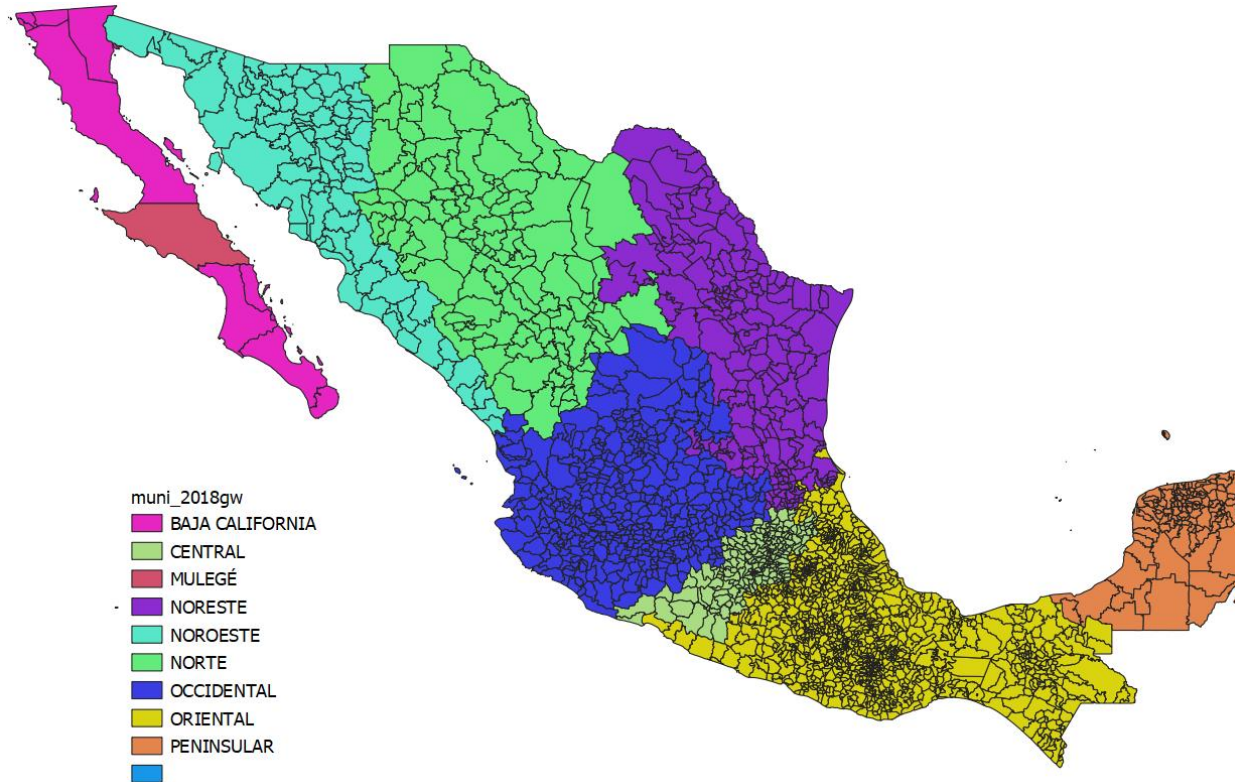 muni_2018gw
BAJA CALIFORNIA
CENTRAL
MULEGÉ
NORESTE
NOROESTE
NORTE
OCCIDENTAL
ORIENTAL
PENINSULAR